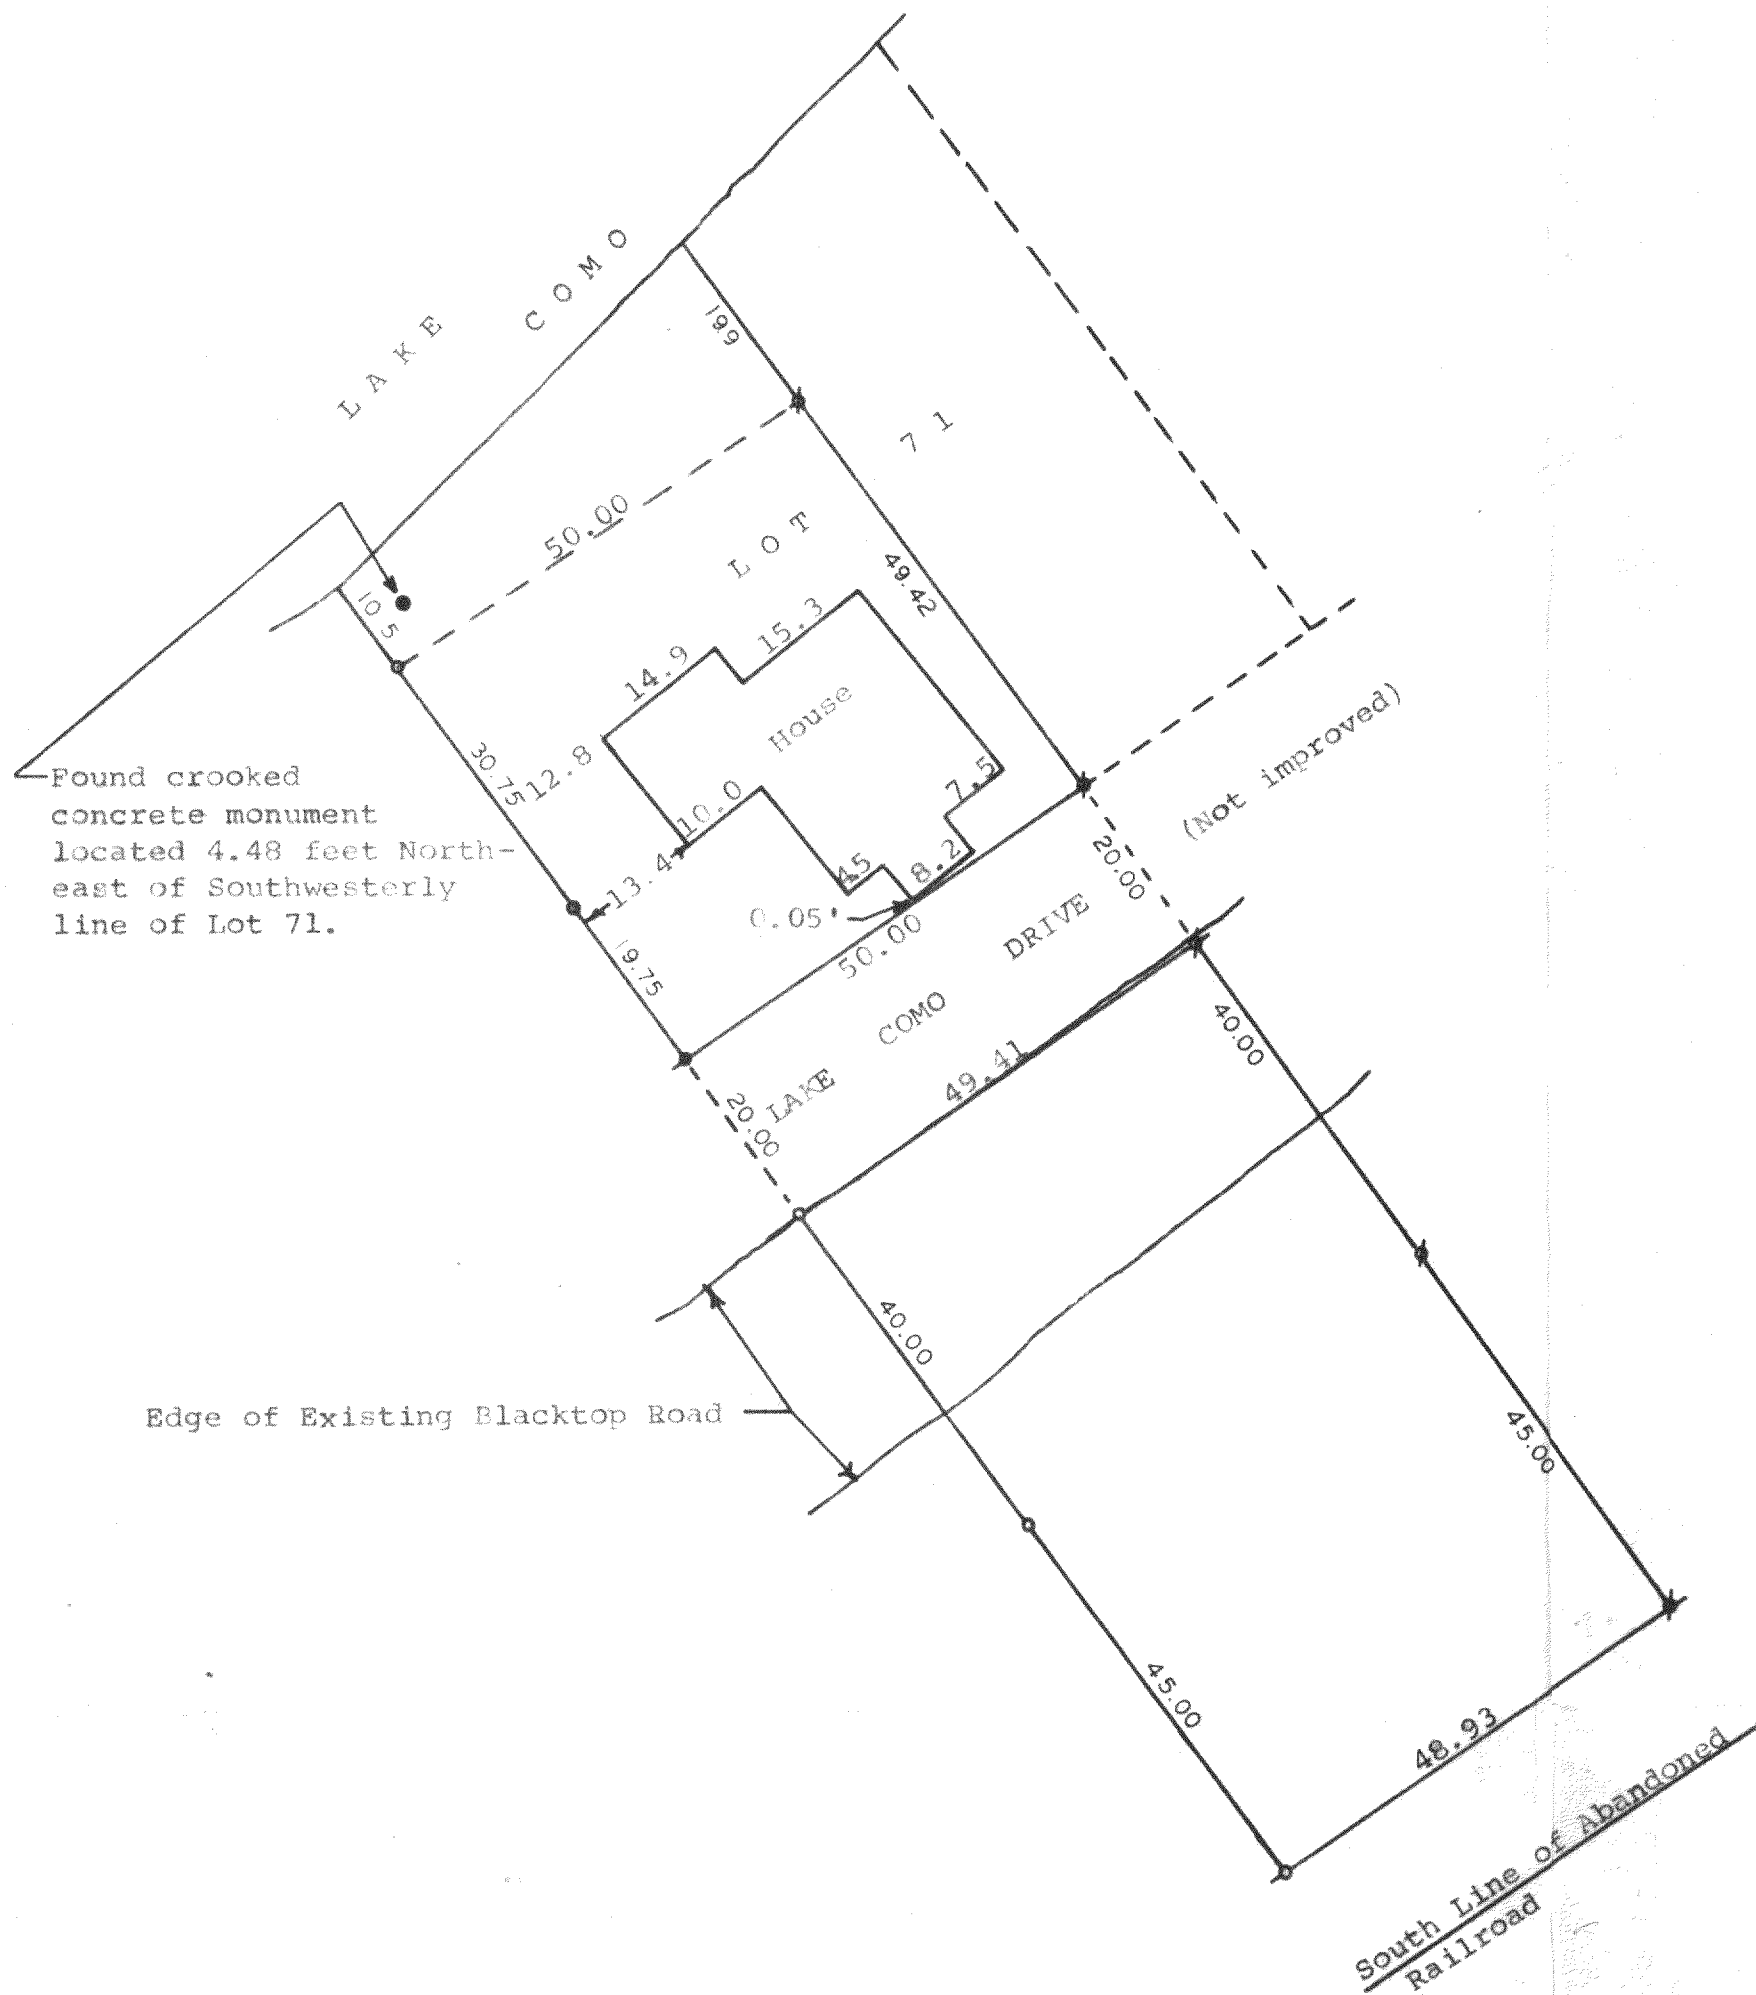 LAKE COMO
199
71
50.00
LOT
49.42
10 5
15.3
14.9
House
30.75
12.8
7.5
10.0
(Not improved)
Found crooked
concrete monument
located 4.48 feet North-
east of Southwesterly
line of Lot 71.
13.4
45
8.2
20.00
0.05'
50.00
19.75
LAKE COMO DRIVE
40.00
49.41
20.00
40.00
Edge of Existing Blacktop Road
45.00
45.00
48.93
South Line of Abandoned
Railroad